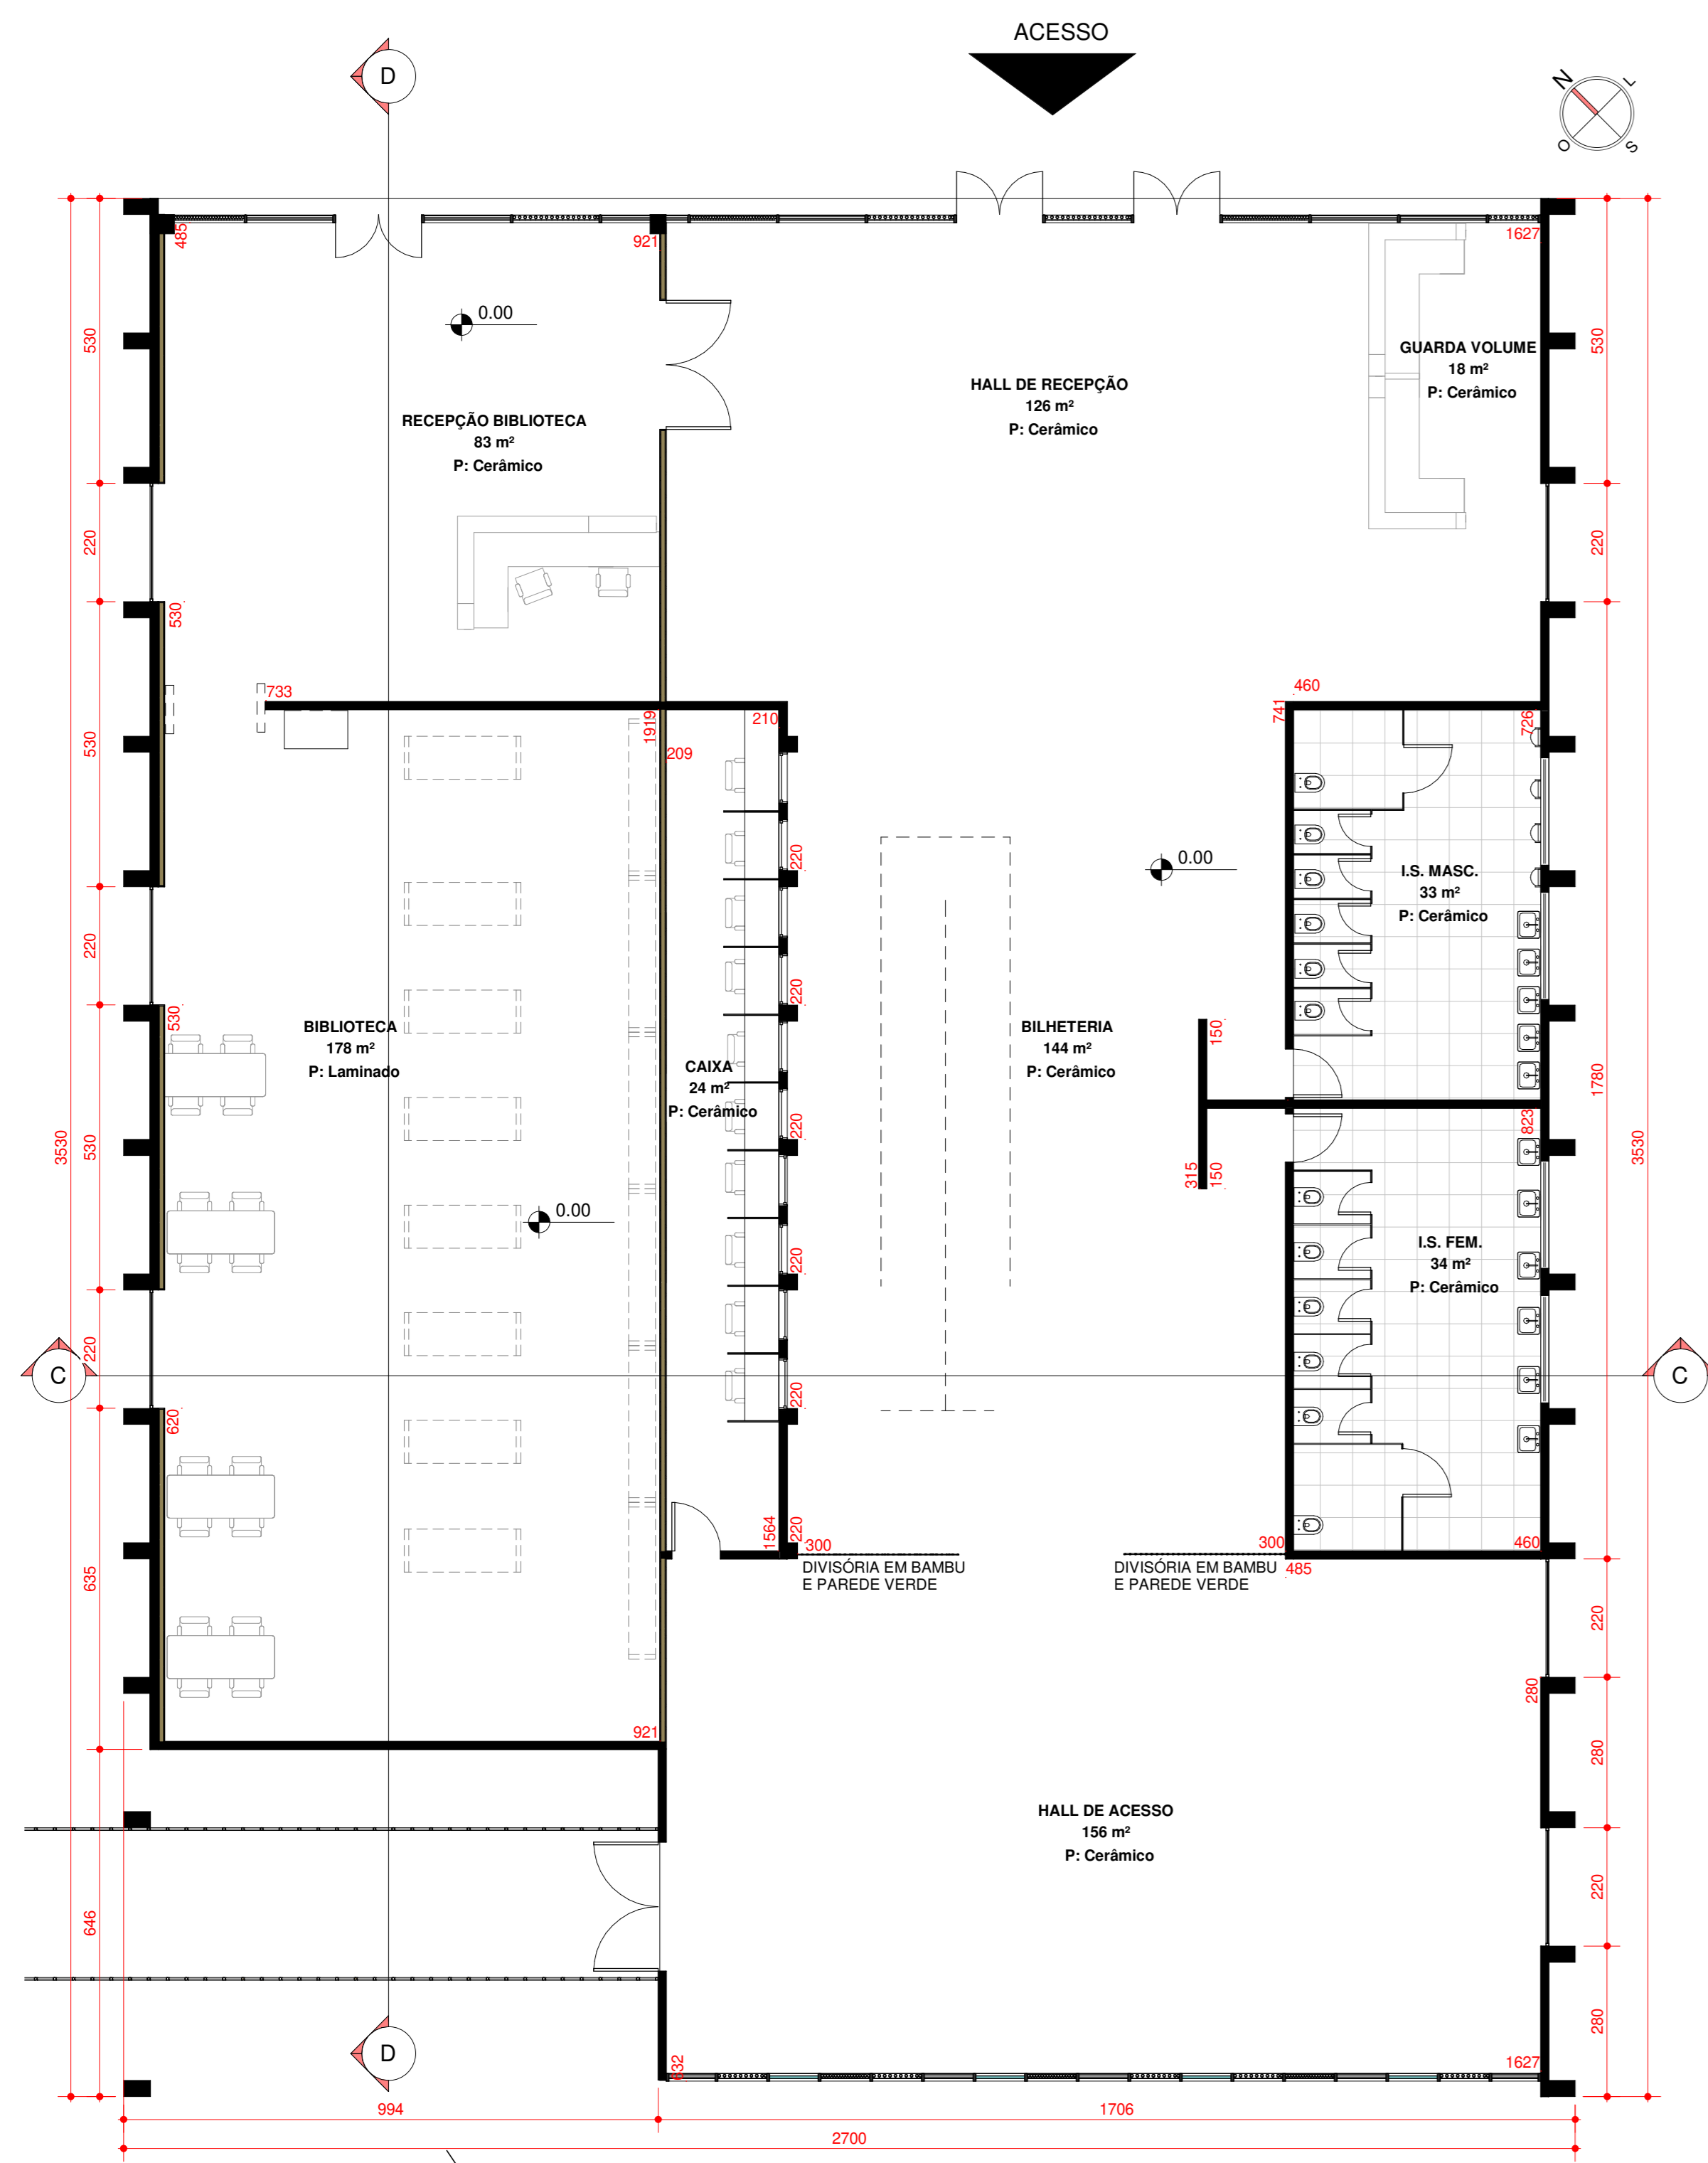 ACESSO
D
N
L
O
S
485
921
1627
530
0.00
530
GUARDA VOLUME
18 m²
P: Cerâmico
HALL DE RECEPÇÃO
126 m²
P: Cerâmico
RECEPÇÃO BIBLIOTECA
83 m²
P: Cerâmico
220
220
530
733
460
741
726
1919
210
209
530
220
0.00
I.S. MASC.
33 m²
P: Cerâmico
220
220
530
BIBLIOTECA
178 m²
P: Laminado
BILHETERIA
144 m²
P: Cerâmico
150
CAIXA
24 m²
P: Cerâmico
1780
220
823
3530
530
3530
315
150
0.00
I.S. FEM.
34 m²
P: Cerâmico
220
220
C
C
220
620
1564
220
300
300
460
DIVISÓRIA EM BAMBU
E PAREDE VERDE
DIVISÓRIA EM BAMBU
E PAREDE VERDE
485
635
220
280
921
280
HALL DE ACESSO
156 m²
P: Cerâmico
646
220
280
D
632
1627
994
1706
2700